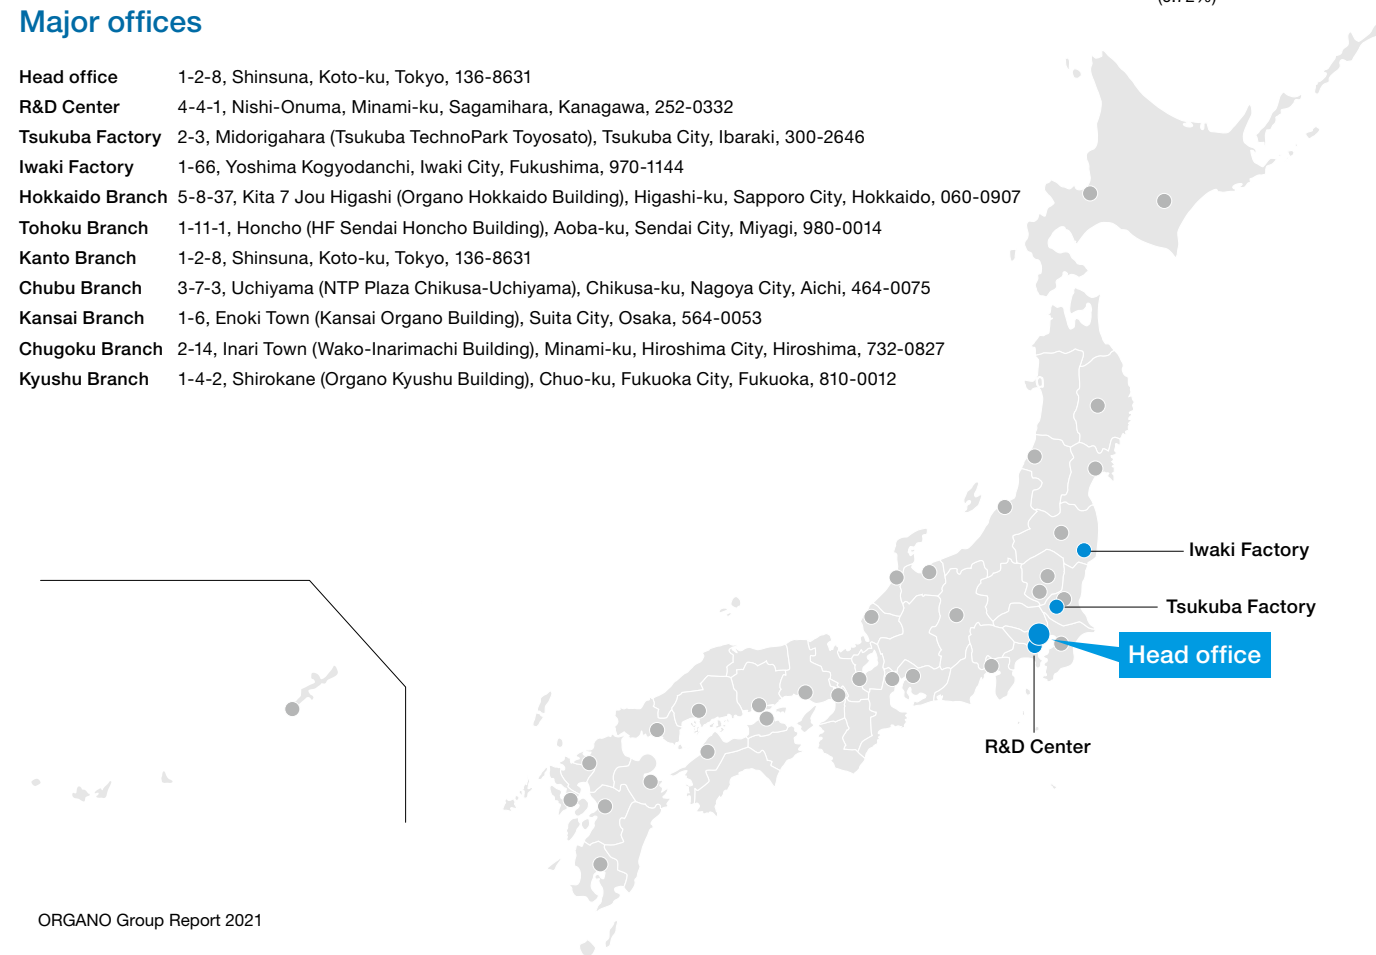 Major offices
Head office 1-2-8, Shinsuna, Koto-ku, Tokyo, 136-8631
R&D Center 4-4-1, Nishi-Onuma, Minami-ku, Sagamihara, Kanagawa, 252-0332
Tsukuba Factory 2-3, Midorigahara (Tsukuba TechnoPark Toyosato), Tsukuba City, Ibaraki, 300-2646
Iwaki Factory 1-66, Yoshima Kogyodanchi, Iwaki City, Fukushima, 970-1144
Hokkaido Branch 5-8-37, Kita 7 Jou Higashi (Organo Hokkaido Building), Higashi-ku, Sapporo City, Hokkaido, 060-0907
Tohoku Branch 1-11-1, Honcho (HF Sendai Honcho Building), Aoba-ku, Sendai City, Miyagi, 980-0014
Kanto Branch 1-2-8, Shinsuna, Koto-ku, Tokyo, 136-8631
Chubu Branch 3-7-3, Uchiyama (NTP Plaza Chikusa-Uchiyama), Chikusa-ku, Nagoya City, Aichi, 464-0075
Kansai Branch 1-6, Enoki Town (Kansai Organo Building), Suita City, Osaka, 564-0053
Chugoku Branch 2-14, Inari Town (Wako-Inarimachi Building), Minami-ku, Hiroshima City, Hiroshima, 732-0827
Kyushu Branch 1-4-2, Shirokane (Organo Kyushu Building), Chuo-ku, Fukuoka City, Fukuoka, 810-0012
Iwaki Factory
Tsukuba Factory
Head office
R&D Center
ORGANO Group Report 2021